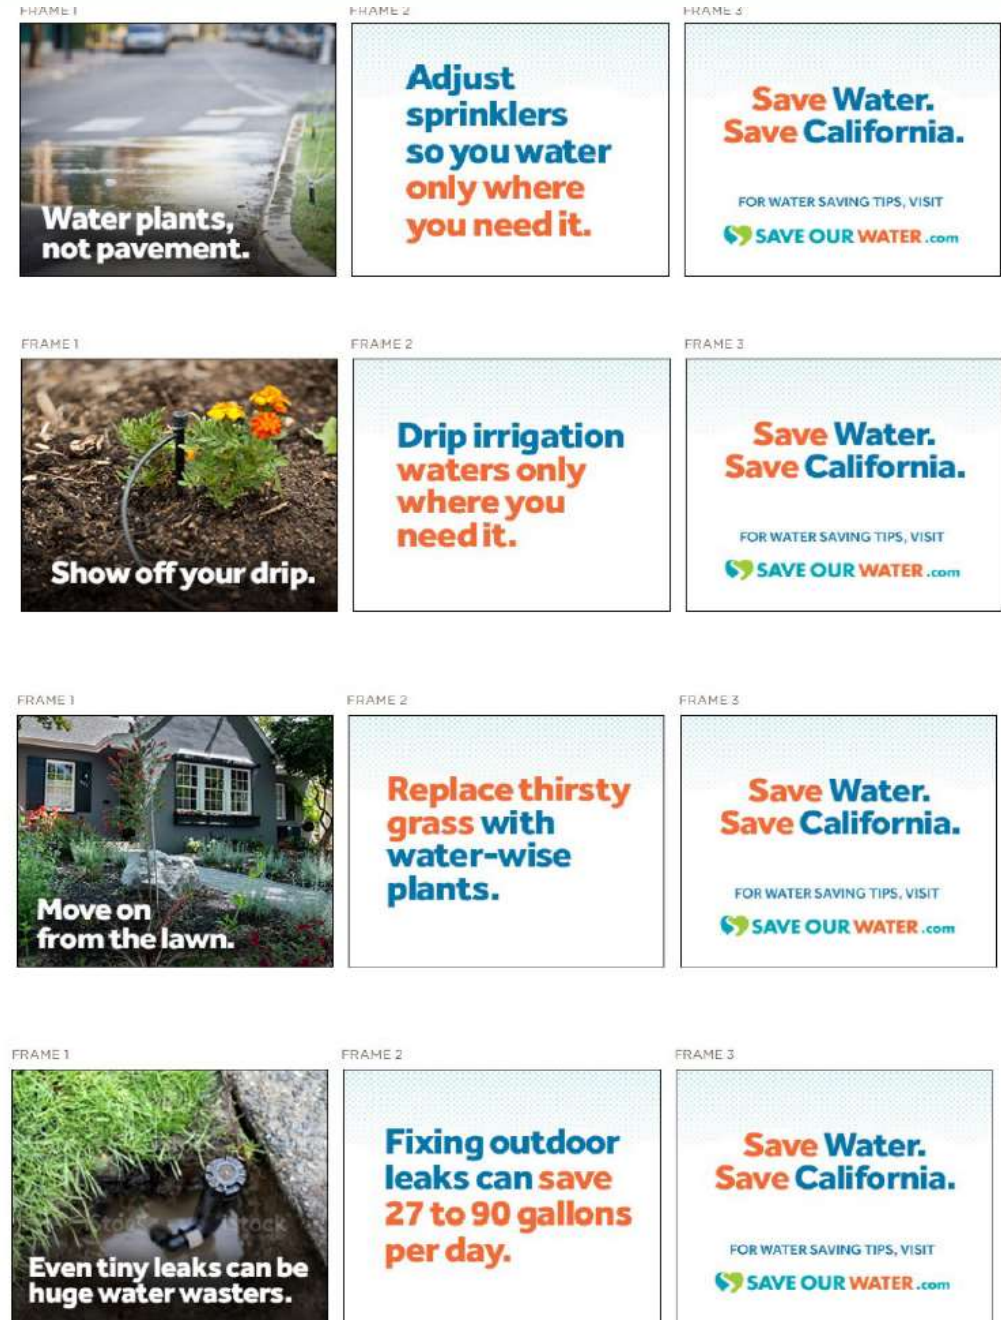 FRAME 1
FRAME 2
FRAME 3
Water plants,
not pavement.
Adjust
sprinklers
so you water
only where
you need it.
Save Water.
Save California.
FOR WATER SAVING TIPS, VISIT
SAVE OUR WATER.com
FRAME 1
FRAME 2
FRAME 3
Show off your drip.
Drip irrigation
waters only
where you
need it.
Save Water.
Save California.
FOR WATER SAVING TIPS, VISIT
SAVE OUR WATER.com
FRAME 1
FRAME 2
FRAME 3
Move on
from the lawn.
Replace thirsty
grass with
water-wise
plants.
Save Water.
Save California.
FOR WATER SAVING TIPS, VISIT
SAVE OUR WATER.com
FRAME 1
FRAME 2
FRAME 3
Even tiny leaks can be
huge water wasters.
Fixing outdoor
leaks can save
27 to 90 gallons
per day.
Save Water.
Save California.
FOR WATER SAVING TIPS, VISIT
SAVE OUR WATER.com